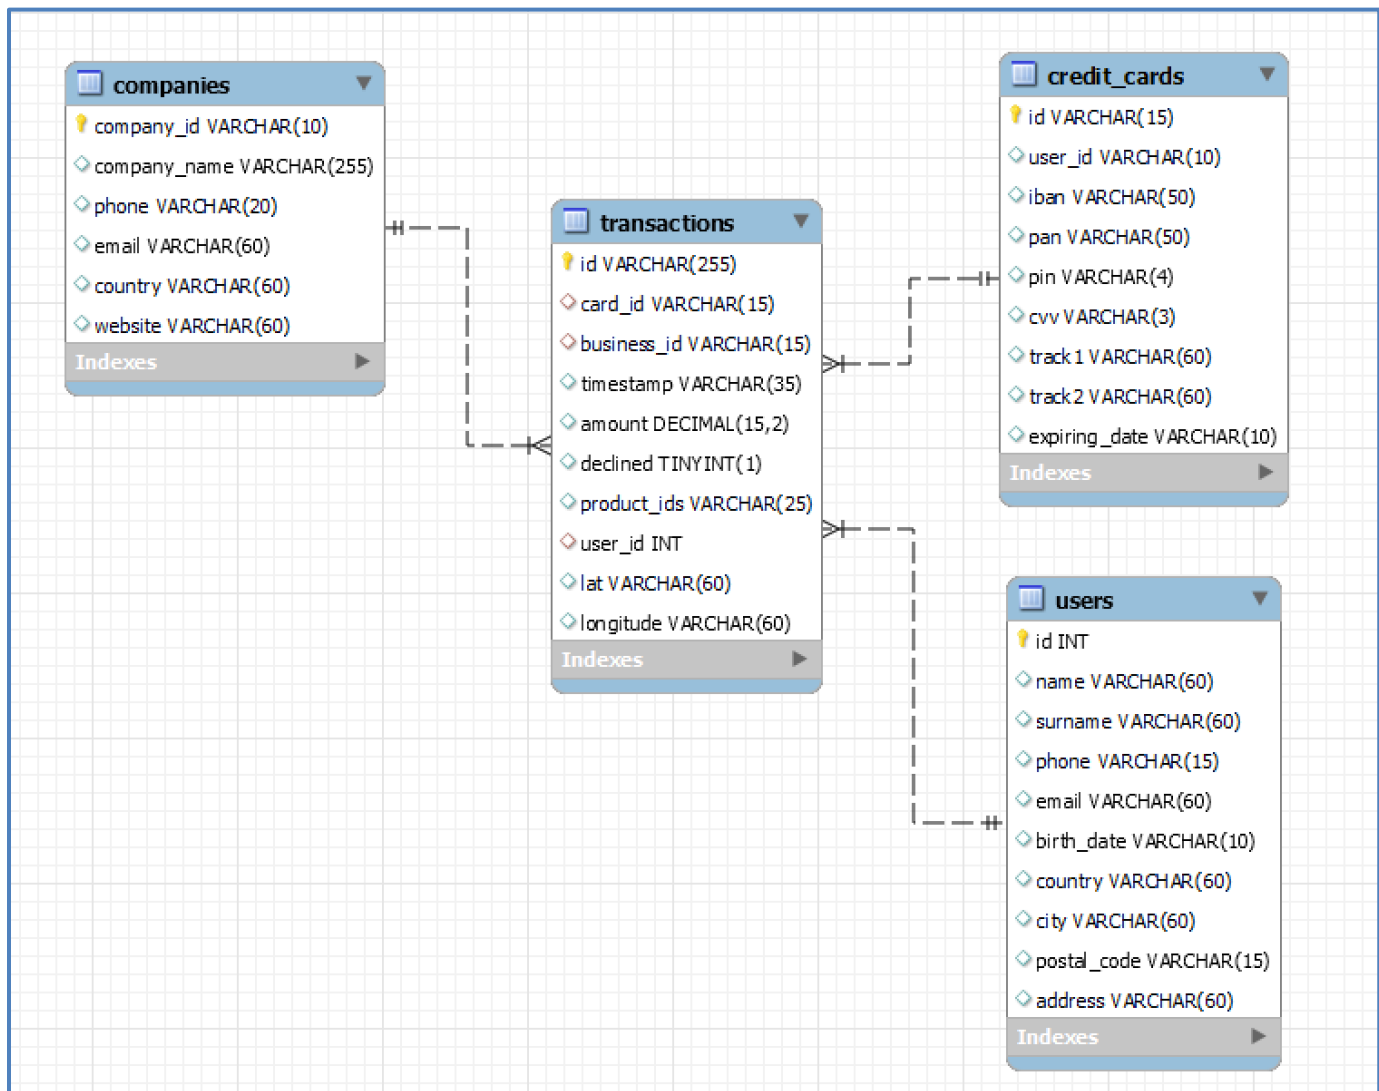 companies
company_id VARCHAR(10)
company_name VARCHAR(255)
phone VARCHAR(20)
email VARCHAR(60)
country VARCHAR(60)
website VARCHAR(60)
Indexes
transactions
id VARCHAR(255)
card_id VARCHAR(15)
business_id VARCHAR(15)
timestamp VARCHAR(35)
amount DECIMAL(15,2)
declined TINYINT(1)
product_ids VARCHAR(25)
user_id INT
lat VARCHAR(60)
longitude VARCHAR(60)
Indexes
credit_cards
id VARCHAR(15)
user_id VARCHAR(10)
iban VARCHAR(50)
pan VARCHAR(50)
pin VARCHAR(4)
cvv VARCHAR(3)
track1 VARCHAR(60)
track2 VARCHAR(60)
expiring_date VARCHAR(10)
Indexes
users
id INT
name VARCHAR(60)
surname VARCHAR(60)
phone VARCHAR(15)
email VARCHAR(60)
birth_date VARCHAR(10)
country VARCHAR(60)
city VARCHAR(60)
postal_code VARCHAR(15)
address VARCHAR(60)
Indexes